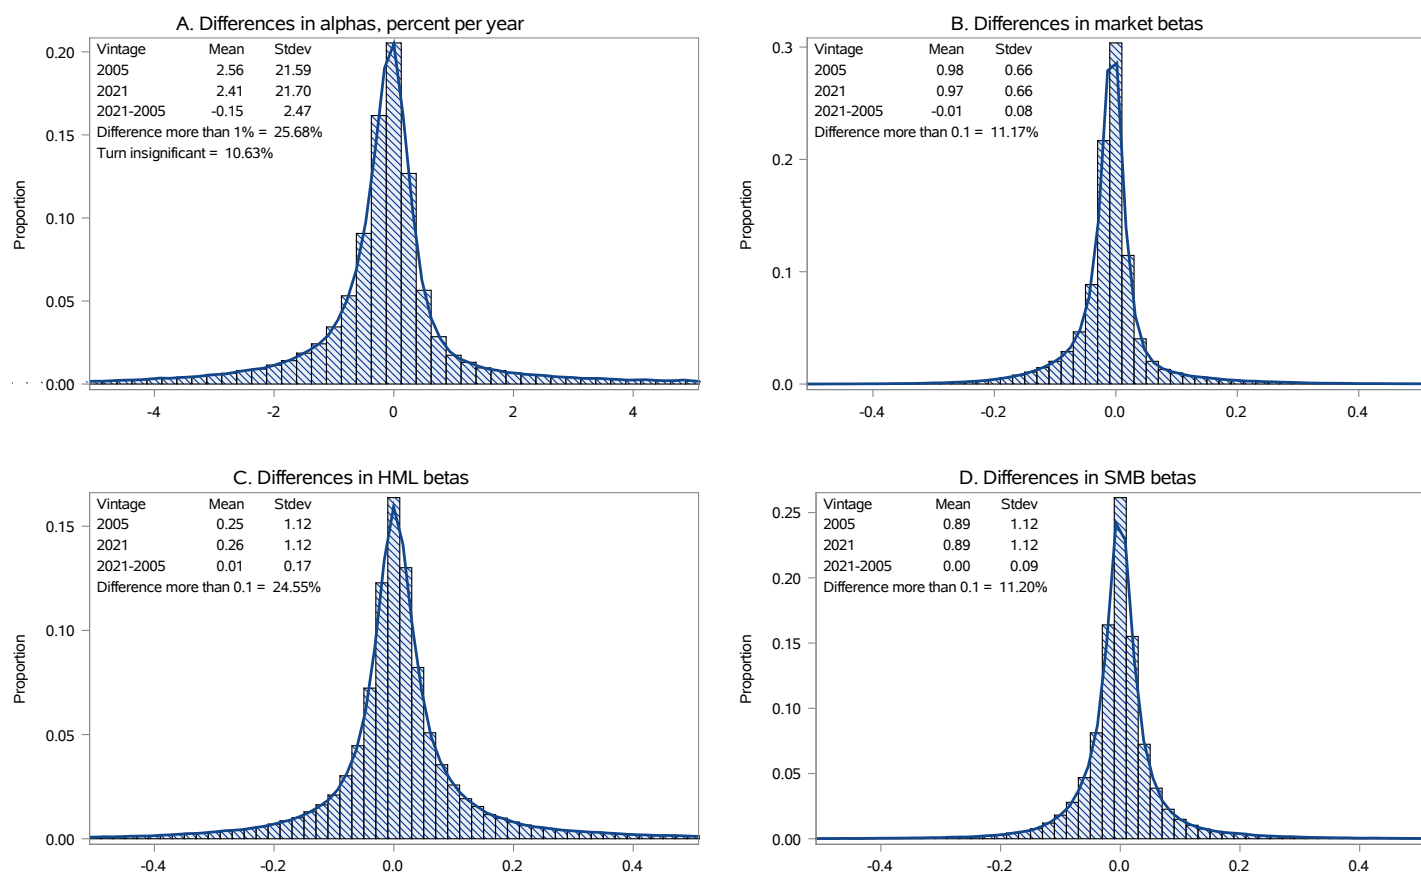 A. Differences in alphas, percent per year
Vintage Mean Stdev
2005 2.56 21.59
2021 2.41 21.70
2021-2005 -0.15 2.47
Difference more than 1% = 25.68%
Turn insignificant = 10.63%
Proportion
0.20
0.15
0.10
0.05
0.00
-4 -2 0 2 4
B. Differences in market betas
Vintage Mean Stdev
2005 0.98 0.66
2021 0.97 0.66
2021-2005 -0.01 0.08
Difference more than 0.1 = 11.17%
Proportion
0.3
0.2
0.1
0.0
-0.4 -0.2 0.0 0.2 0.4
C. Differences in HML betas
Vintage Mean Stdev
2005 0.25 1.12
2021 0.26 1.12
2021-2005 0.01 0.17
Difference more than 0.1 = 24.55%
Proportion
0.15
0.10
0.05
0.00
-0.4 -0.2 0.0 0.2 0.4
D. Differences in SMB betas
Vintage Mean Stdev
2005 0.89 1.12
2021 0.89 1.12
2021-2005 0.00 0.09
Difference more than 0.1 = 11.20%
Proportion
0.25
0.20
0.15
0.10
0.05
0.00
-0.4 -0.2 0.0 0.2 0.4